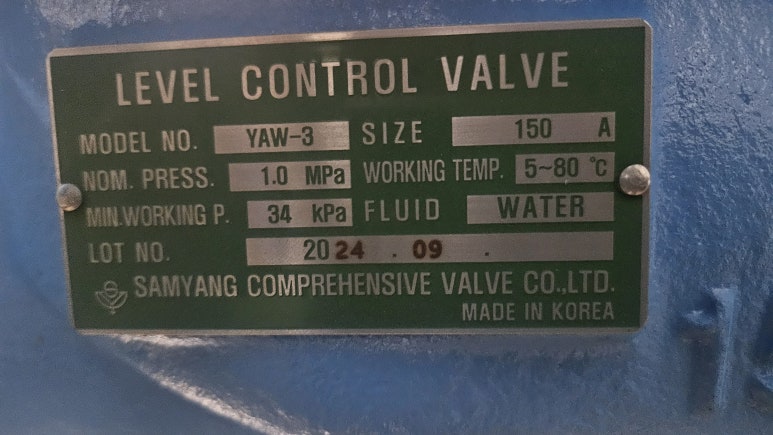 LEVEL CONTROL VALVE
MODEL NO. YAW-3 SIZE 150 A
NOM. PRESS. 1.0 MPa WORKING TEMP. 5~80 ℃
MIN.WORKING P. 34 kPa FLUID WATER
LOT NO. 2024 . 09 .
SAMYANG COMPREHENSIVE VALVE CO.,LTD.
MADE IN KOREA